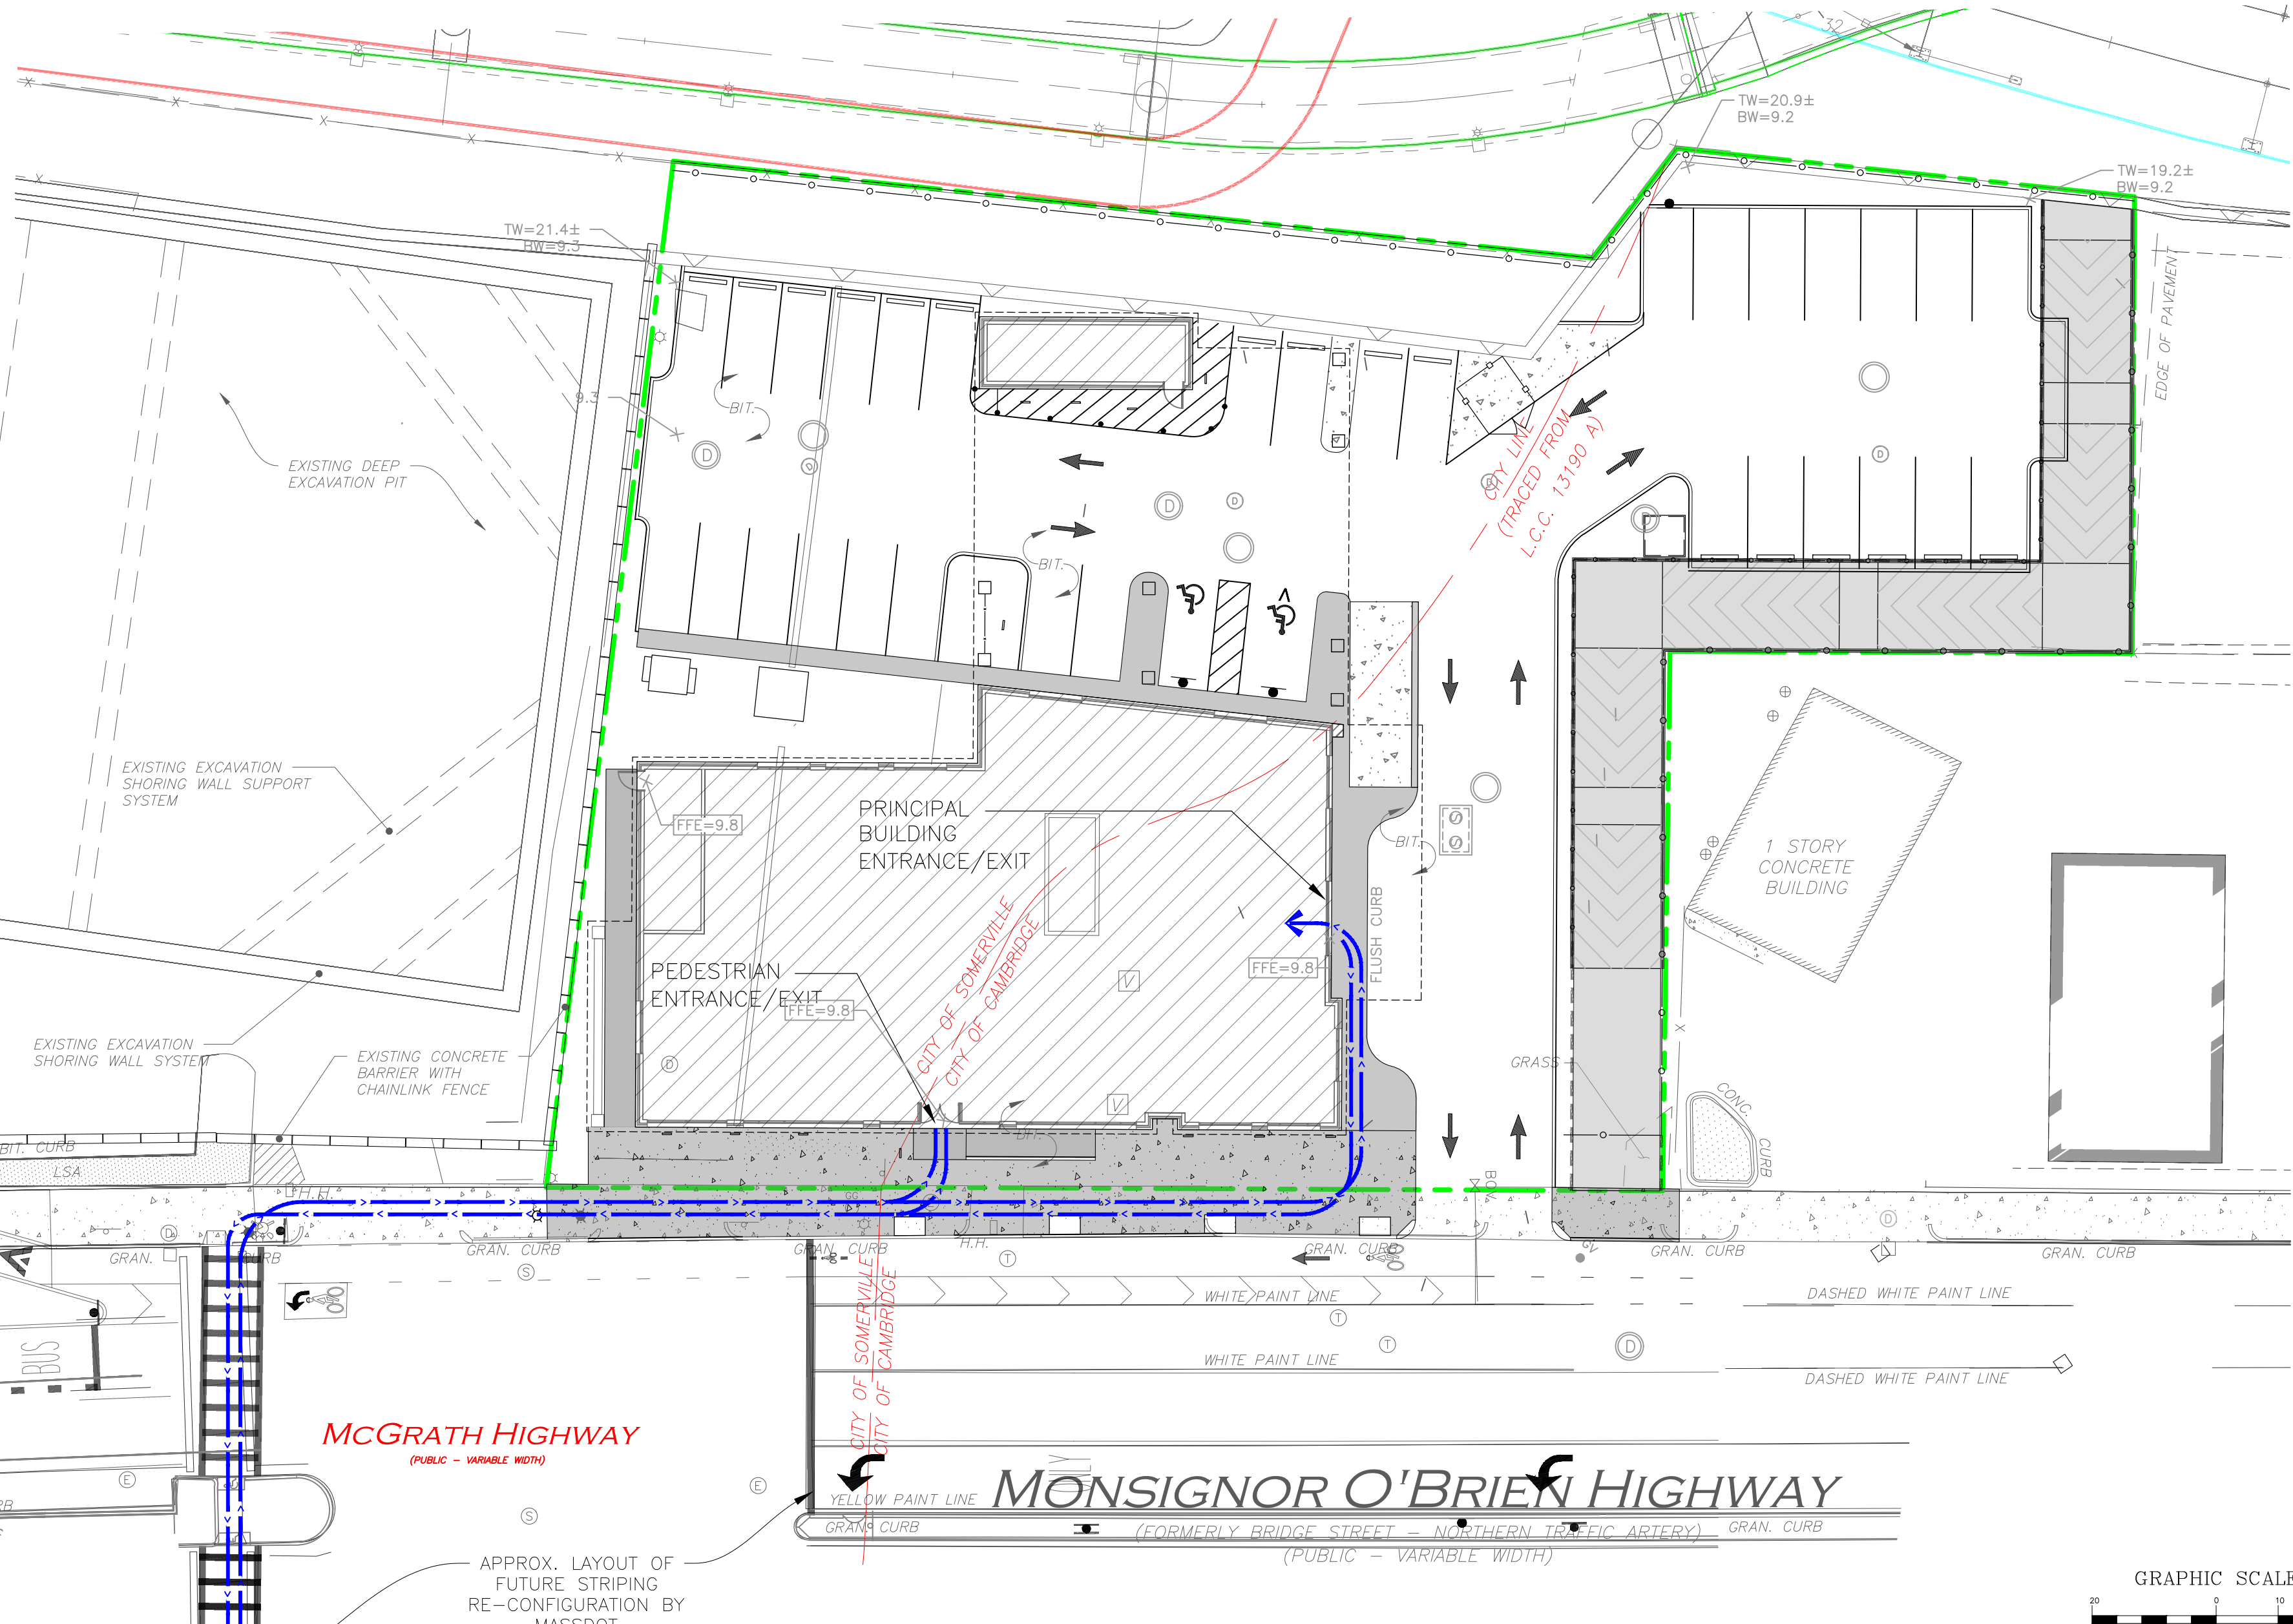 32
TW=20.9±
BW=9.2
TW=19.2±
BW=9.2
TW=21.4±
BW=9.3
EDGE OF PAVEMENT
9.3
BIT.
D
D
D
D
D
D
D
BIT.
EXISTING DEEP
EXCAVATION PIT
CITY LINE
(TRACED FROM
L.C.C. 13190 A)
EXISTING EXCAVATION
SHORING WALL SUPPORT
SYSTEM
FFE=9.8
PRINCIPAL
BUILDING
ENTRANCE/EXIT
BIT.
S
S
1 STORY
CONCRETE
BUILDING
FLUSH CURB
CITY OF SOMERVILLE
CITY OF CAMBRIDGE
PEDESTRIAN
ENTRANCE/EXIT
FFE=9.8
FFE=9.8
V
V
D
EXISTING EXCAVATION
SHORING WALL SYSTEM
EXISTING CONCRETE
BARRIER WITH
CHAINLINK FENCE
GRASS
CONC.
CURB
BIT. CURB
LSA
H.H.
BIT.
GG
BOV
D
D
GRAN.
CURB
GRAN. CURB
GRAN. CURB
H.H.
GRAN. CURB
GV
GRAN. CURB
GRAN. CURB
S
T
WHITE PAINT LINE
DASHED WHITE PAINT LINE
T
T
D
BUS
WHITE PAINT LINE
DASHED WHITE PAINT LINE
CITY OF SOMERVILLE
CITY OF CAMBRIDGE
McGrath Highway
(PUBLIC – VARIABLE WIDTH)
E
E
S
ONLY
YELLOW PAINT LINE
Monsignor O'Brien Highway
GRAN. CURB
(FORMERLY BRIDGE STREET – NORTHERN TRAFFIC ARTERY)
GRAN. CURB
(PUBLIC – VARIABLE WIDTH)
APPROX. LAYOUT OF
FUTURE STRIPING
RE-CONFIGURATION BY
MASSDOT
GRAPHIC SCALE
20
0
10